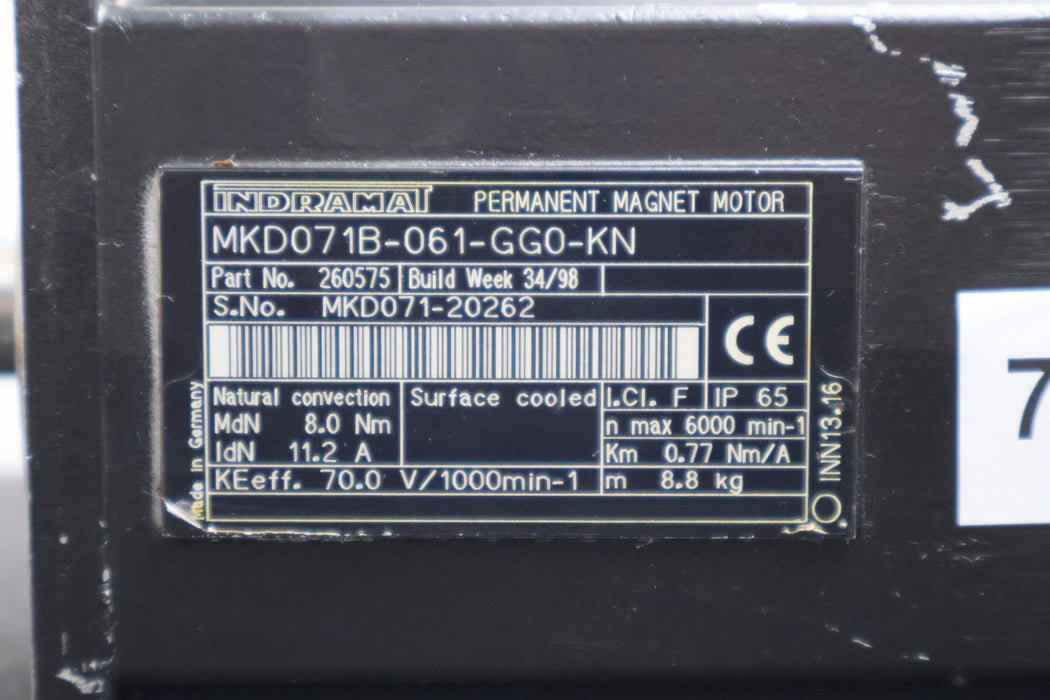 INDRAMAT PERMANENT MAGNET MOTOR
MKD071B-061-GG0-KN
Part No. 260575 Build Week 34/98
S.No. MKD071-20262
CE
Natural convection Surface cooled I.Cl. F IP 65
MdN 8.0 Nm n max 6000 min-1
IdN 11.2 A Km 0.77 Nm/A
KEeff. 70.0 V/1000min-1 m 8.8 kg
Made in Germany
INN13.16
7